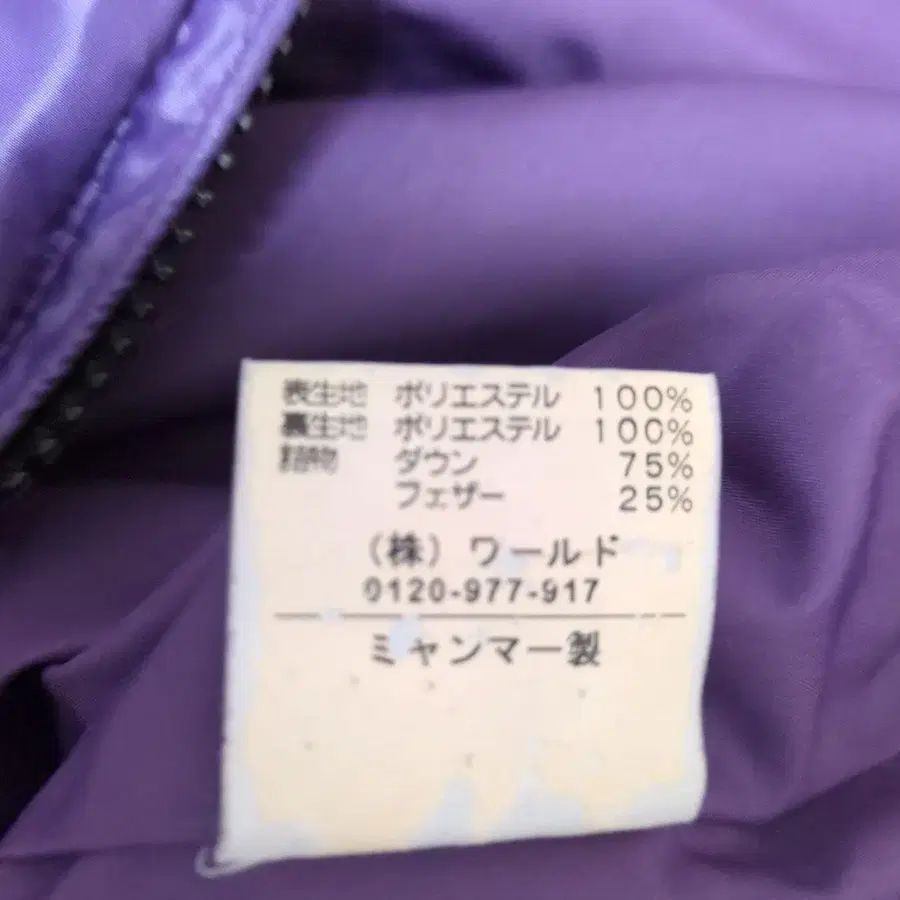 表生地 ポリエステル 100%
裏生地 ポリエステル 100%
詰物 ダウン 75%
フェザー 25%
(株) ワールド
0120-977-917
ミャンマー製